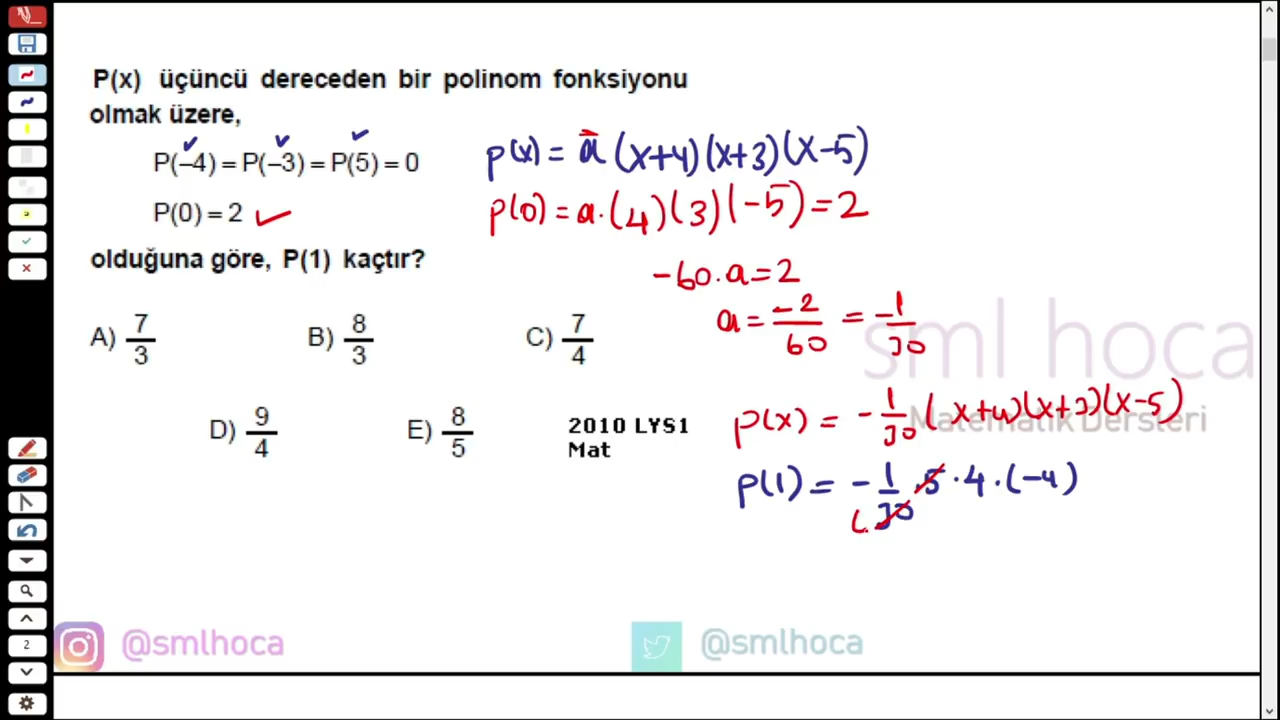 P(x) üçüncü dereceden bir polinom fonksiyonu
olmak üzere,
P(–4) = P(–3) = P(5) = 0
P(0) = 2
olduğuna göre, P(1) kaçtır?
A) 7/3
B) 8/3
C) 7/4
D) 9/4
E) 8/5
2010 LYS1
Mat
p(x) = a (x+4)(x+3)(x-5)
p(0) = a.(4)(3)(-5) = 2
-60.a = 2
a = -2/60 = -1/30
p(x) = -1/30 (x+4)(x+3)(x-5)
p(1) = -1/30 . 5 . 4 . (-4)
sml hoca
Matematik Dersleri
@smlhoca
@smlhoca
2